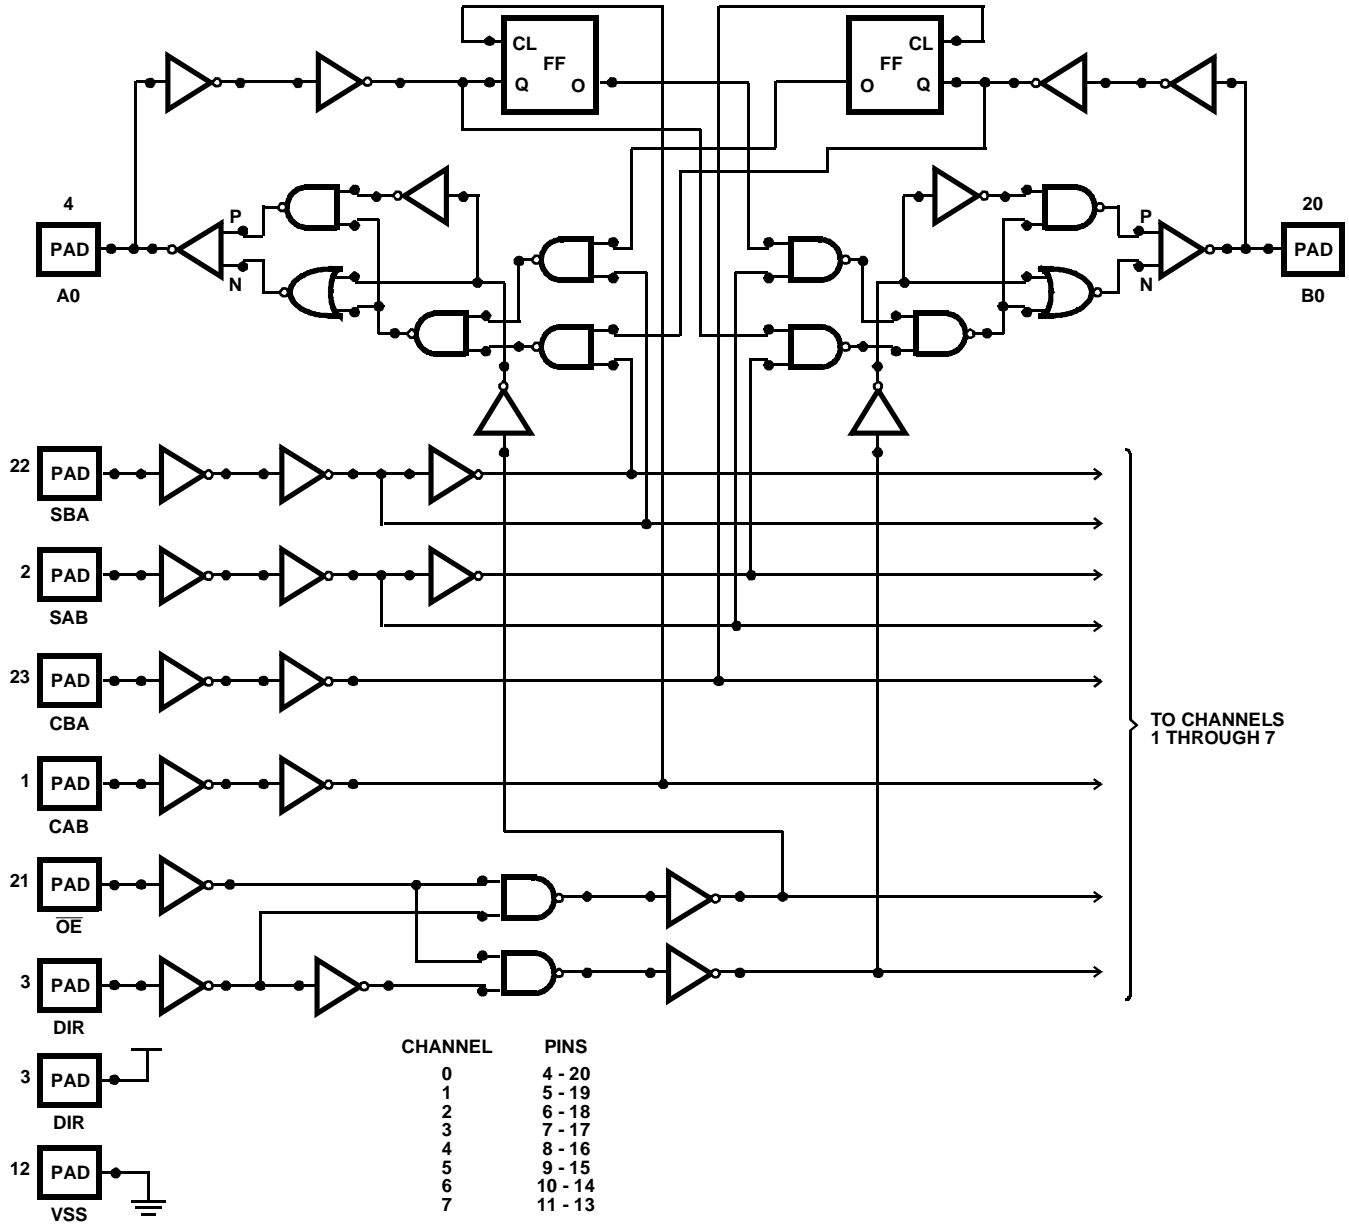 CL
FF
Q
O
CL
FF
O
Q
4
PAD
A0
P
N
P
N
20
PAD
B0
22
PAD
SBA
2
PAD
SAB
23
PAD
CBA
1
PAD
CAB
21
PAD
OE
3
PAD
DIR
3
PAD
DIR
12
PAD
VSS
TO CHANNELS
1 THROUGH 7
CHANNEL PINS
0 4 - 20
1 5 - 19
2 6 - 18
3 7 - 17
4 8 - 16
5 9 - 15
6 10 - 14
7 11 - 13